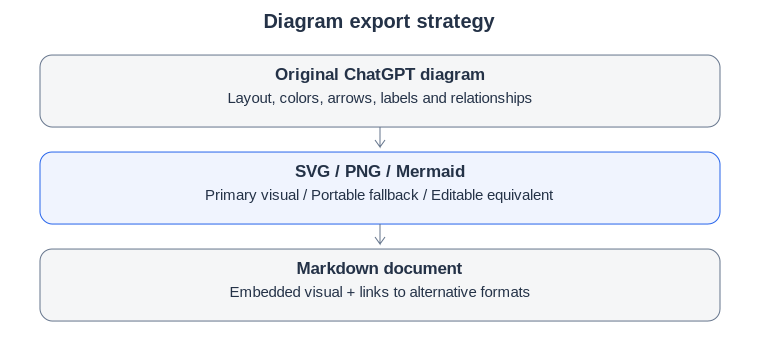 Diagram export strategy
Original ChatGPT diagram
Layout, colors, arrows, labels and relationships
SVG / PNG / Mermaid
Primary visual / Portable fallback / Editable equivalent
Markdown document
Embedded visual + links to alternative formats